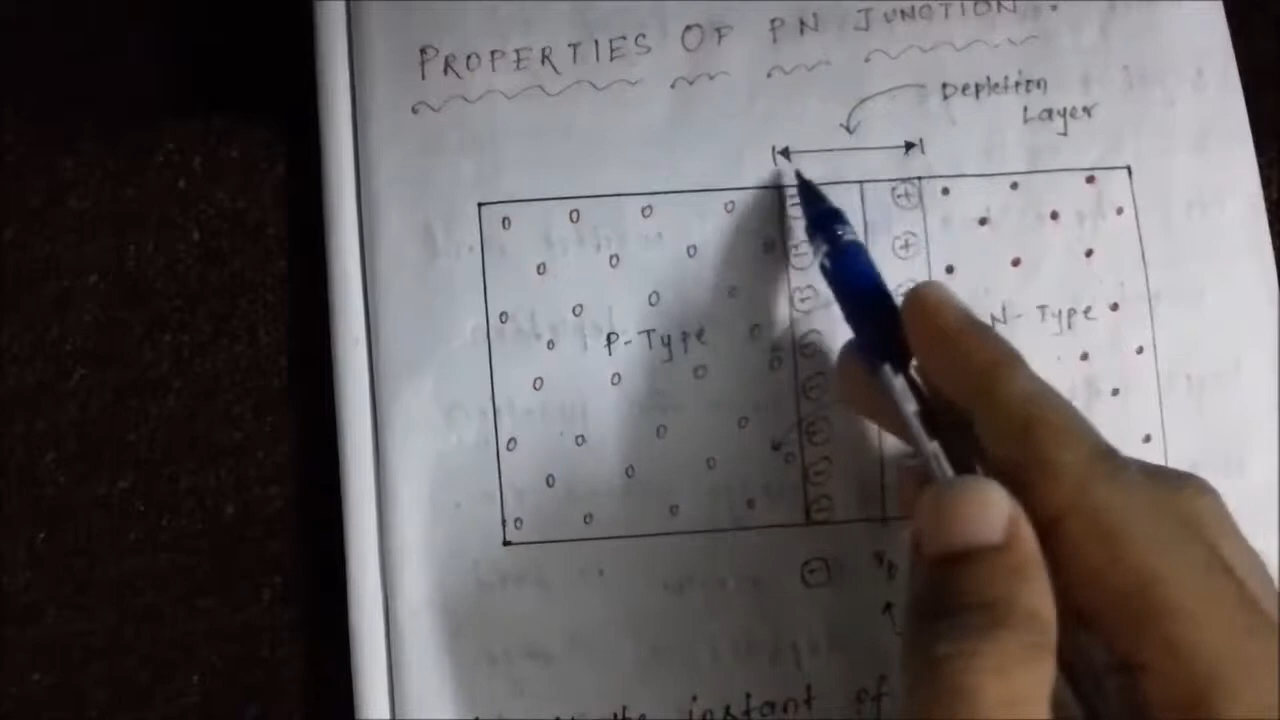 PROPERTIES OF PN JUNCTION.
Depletion
Layer
P-Type
N-Type
instant of